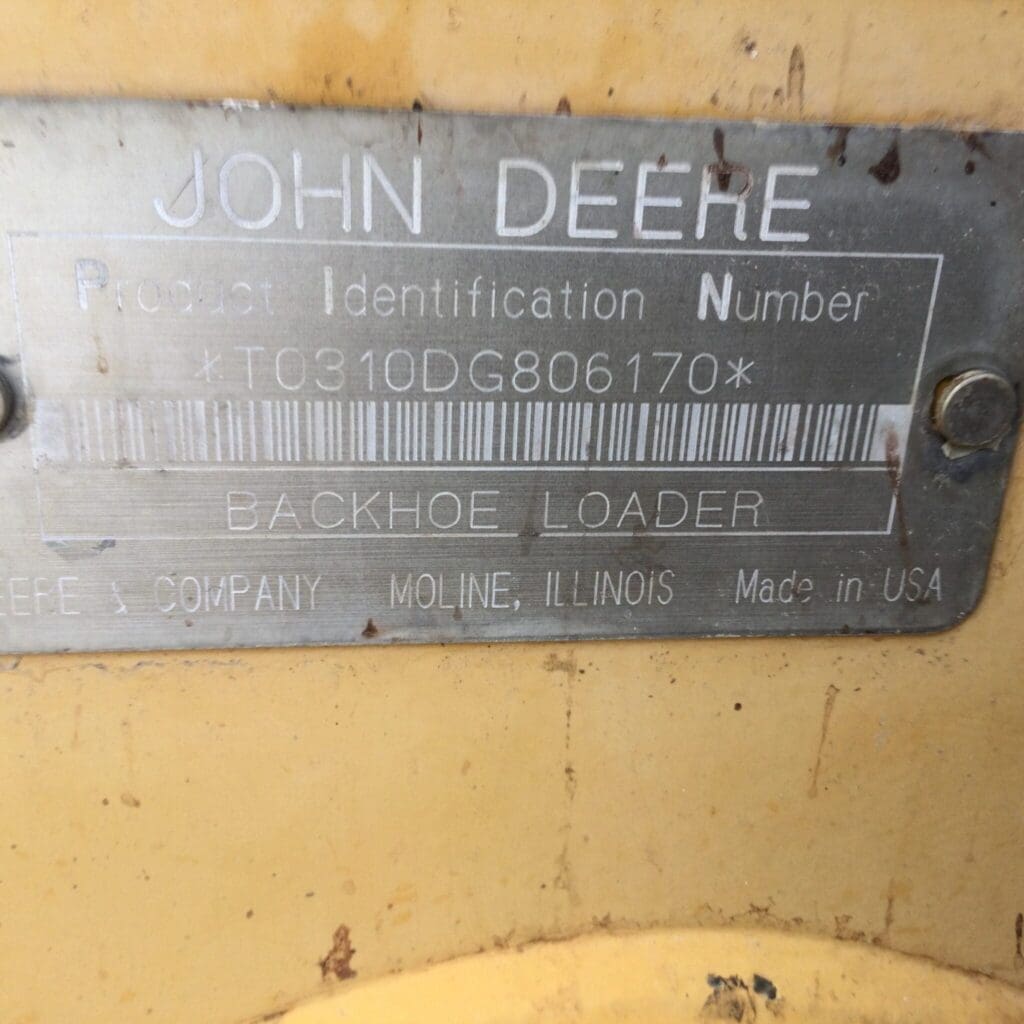 JOHN DEERE
Product Identification Number
*T0310DG806170*
BACKHOE LOADER
EERE & COMPANY MOLINE, ILLINOIS Made in USA